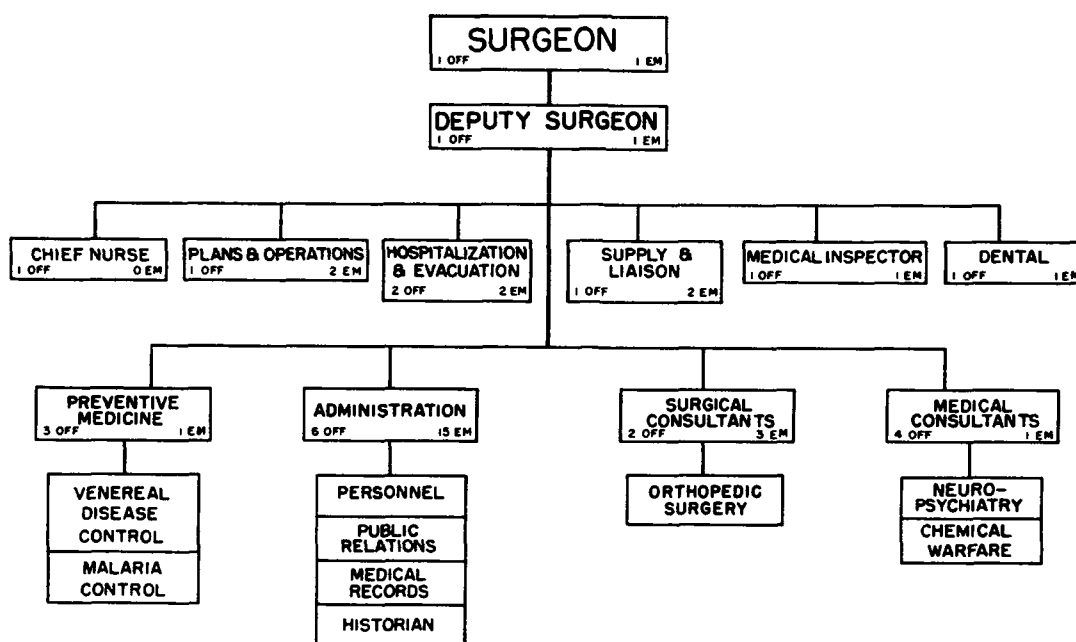 SURGEON
1 OFF 1 EM
DEPUTY SURGEON
1 OFF 1 EM
CHIEF NURSE
1 OFF 0 EM
PLANS & OPERATIONS
1 OFF 2 EM
HOSPITALIZATION
& EVACUATION
2 OFF 2 EM
SUPPLY &
LIAISON
1 OFF 2 EM
MEDICAL INSPECTOR
1 OFF 1 EM
DENTAL
1 OFF 1 EM
PREVENTIVE
MEDICINE
3 OFF 1 EM
VENEREAL
DISEASE
CONTROL
MALARIA
CONTROL
ADMINISTRATION
6 OFF 15 EM
PERSONNEL
PUBLIC
RELATIONS
MEDICAL
RECORDS
HISTORIAN
SURGICAL
CONSULTANTS
2 OFF 3 EM
ORTHOPEDIC
SURGERY
MEDICAL
CONSULTANTS
4 OFF 1 EM
NEURO-
PSYCHIATRY
CHEMICAL
WARFARE